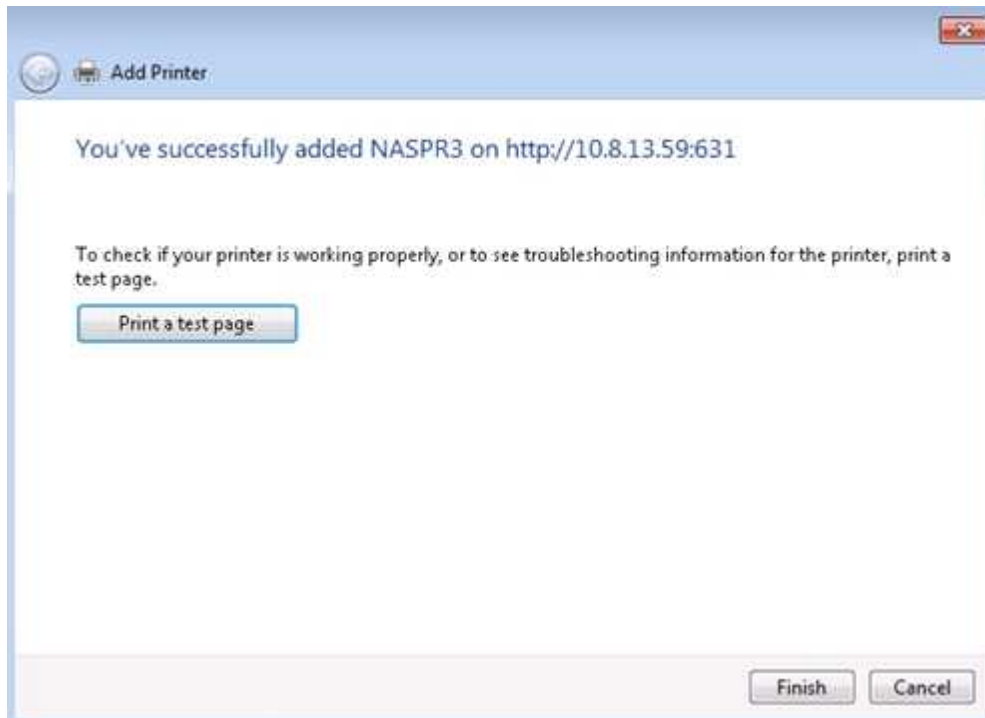 Add Printer
You've successfully added NASPR3 on http://10.8.13.59:631
To check if your printer is working properly, or to see troubleshooting information for the printer, print a
test page.
Print a test page
Finish Cancel